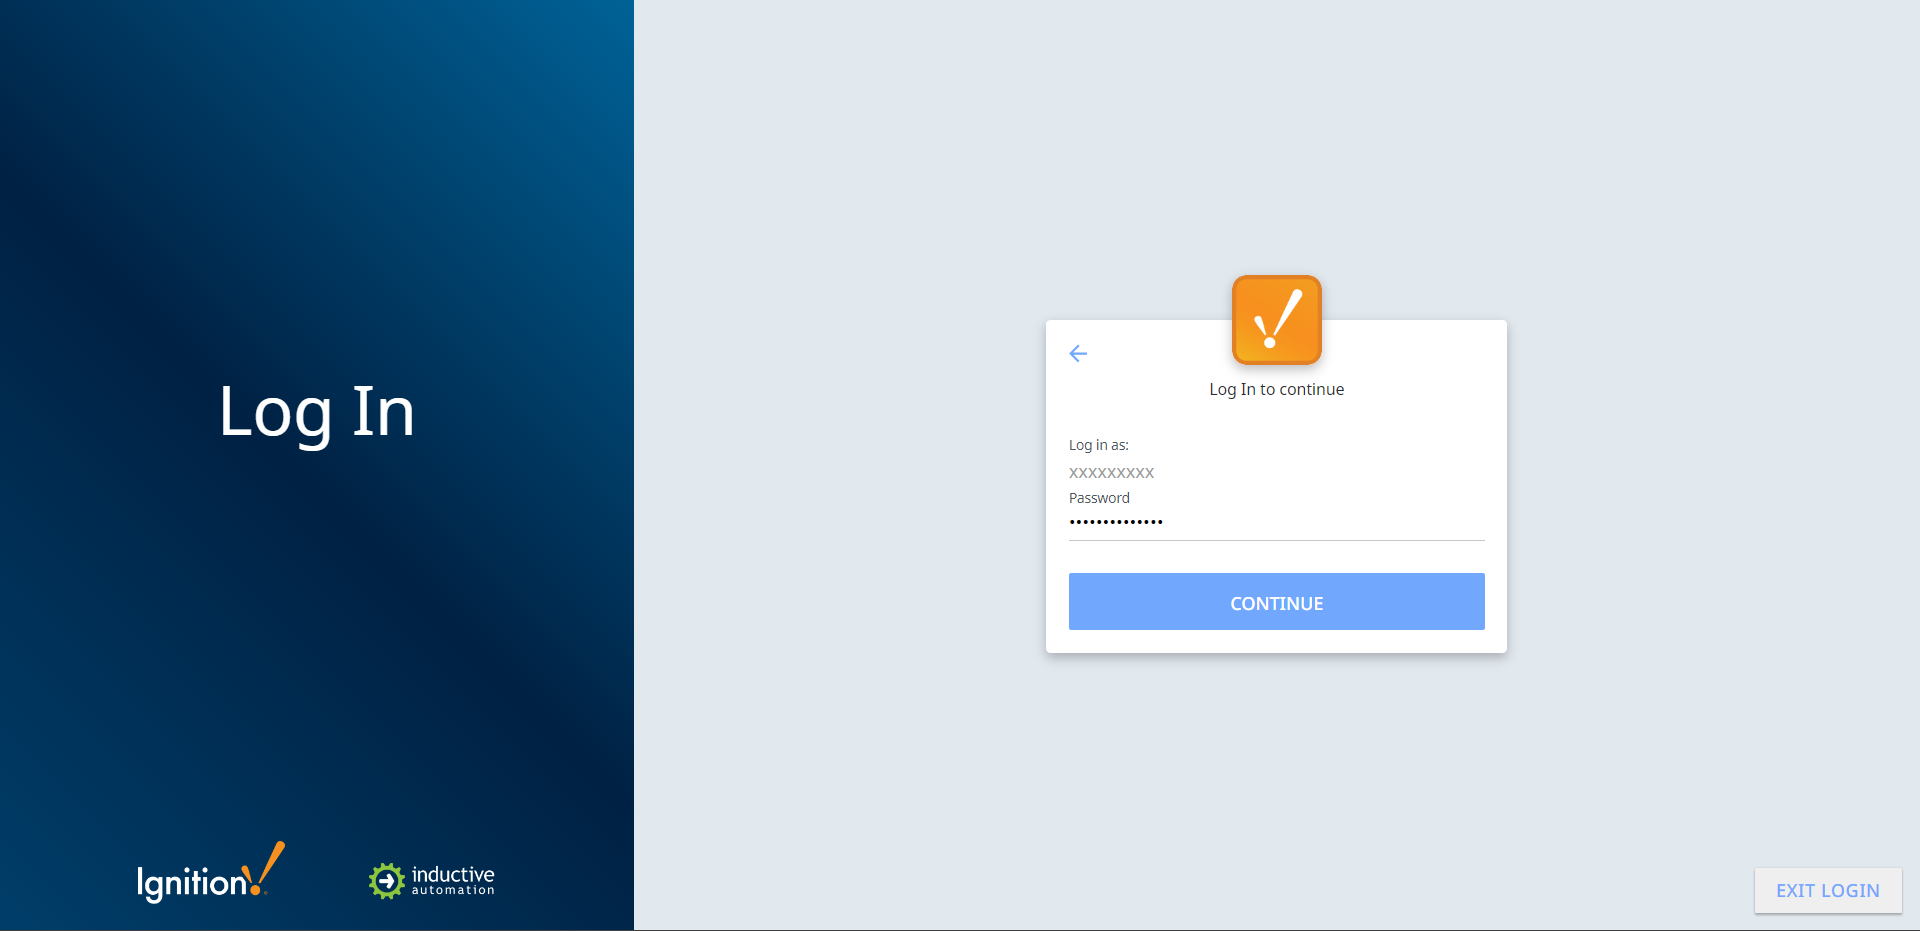 Log In
Ignition!
inductive
automation
Log In to continue
Log in as:
xxxxxxxxx
Password
••••••••••••••
CONTINUE
EXIT LOGIN